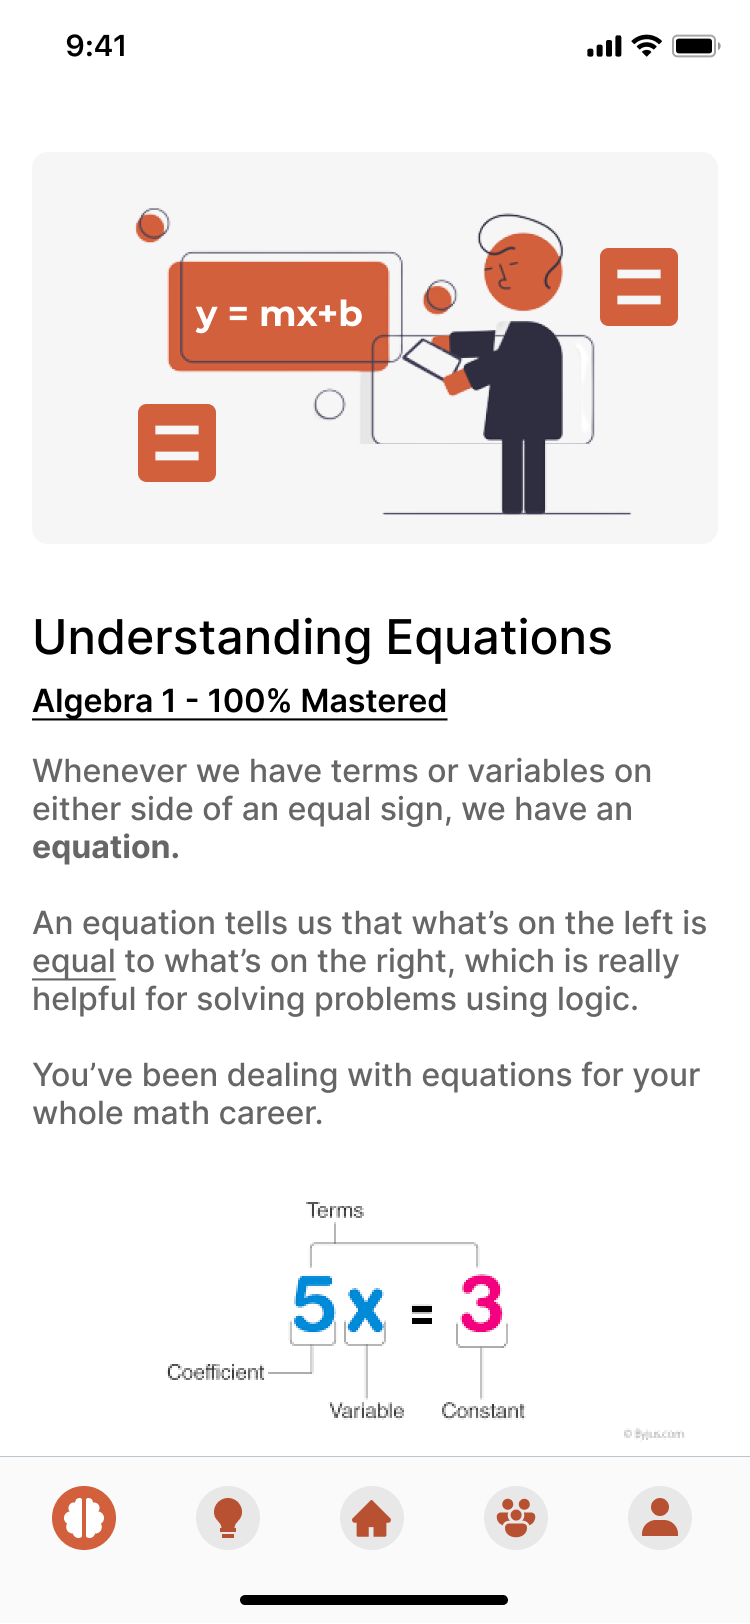 9:41
y = mx+b
Understanding Equations
Algebra 1 - 100% Mastered
Whenever we have terms or variables on
either side of an equal sign, we have an
equation.
An equation tells us that what’s on the left is
equal to what’s on the right, which is really
helpful for solving problems using logic.
You’ve been dealing with equations for your
whole math career.
Terms
5x = 3
Coefficient
Variable Constant
© Byjus.com